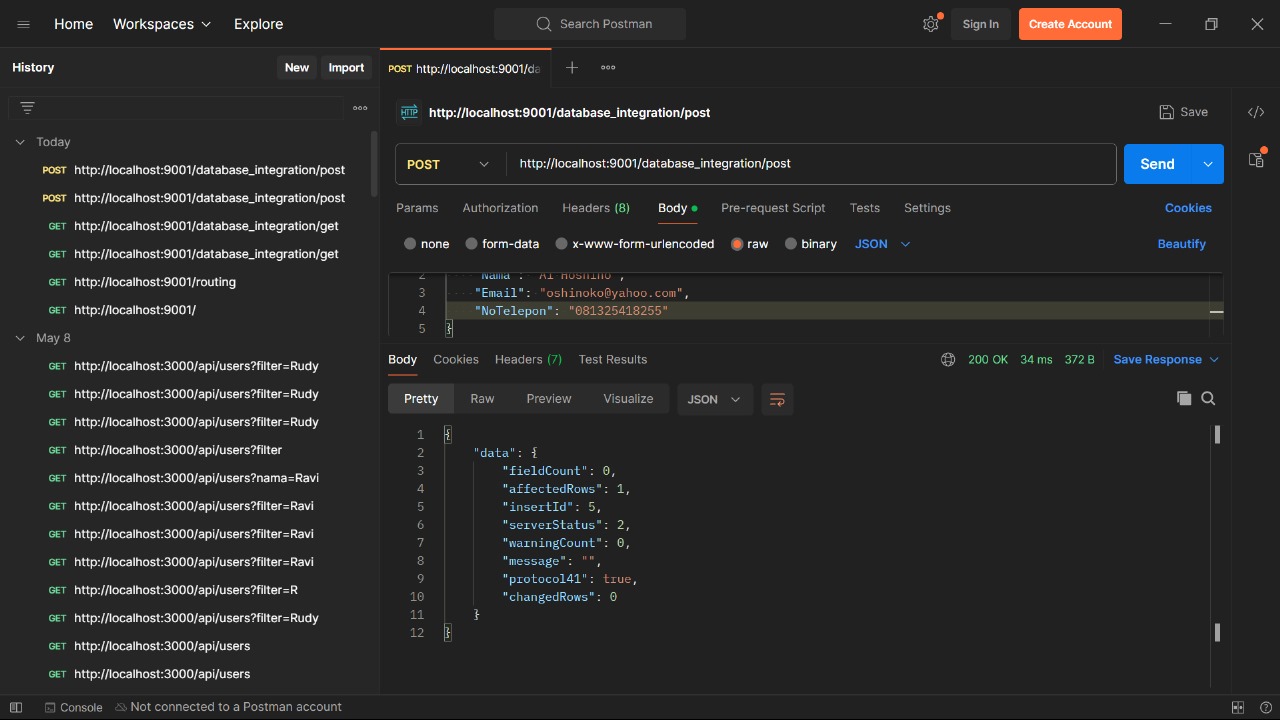 Home Workspaces Explore Search Postman Sign In Create Account
History New Import
POST http://localhost:9001/da
http://localhost:9001/database_integration/post Save
POST http://localhost:9001/database_integration/post Send
Params Authorization Headers (8) Body Pre-request Script Tests Settings Cookies
none form-data x-www-form-urlencoded raw binary JSON Beautify
2 "Nama": "Ai Hoshino",
3 "Email": "oshinoko@yahoo.com",
4 "NoTelepon": "081325418255"
5 }
Body Cookies Headers (7) Test Results 200 OK 34 ms 372 B Save Response
Pretty Raw Preview Visualize JSON
1 {
2 "data": {
3 "fieldCount": 0,
4 "affectedRows": 1,
5 "insertId": 5,
6 "serverStatus": 2,
7 "warningCount": 0,
8 "message": "",
9 "protocol41": true,
10 "changedRows": 0
11 }
12 }
Today
POST http://localhost:9001/database_integration/post
POST http://localhost:9001/database_integration/post
GET http://localhost:9001/database_integration/get
GET http://localhost:9001/database_integration/get
GET http://localhost:9001/routing
GET http://localhost:9001/
May 8
GET http://localhost:3000/api/users?filter=Rudy
GET http://localhost:3000/api/users?filter=Rudy
GET http://localhost:3000/api/users?filter=Rudy
GET http://localhost:3000/api/users?filter
GET http://localhost:3000/api/users?nama=Ravi
GET http://localhost:3000/api/users?filter=Ravi
GET http://localhost:3000/api/users?filter=Ravi
GET http://localhost:3000/api/users?filter=Ravi
GET http://localhost:3000/api/users?filter=R
GET http://localhost:3000/api/users?filter=Rudy
GET http://localhost:3000/api/users
GET http://localhost:3000/api/users
Console Not connected to a Postman account